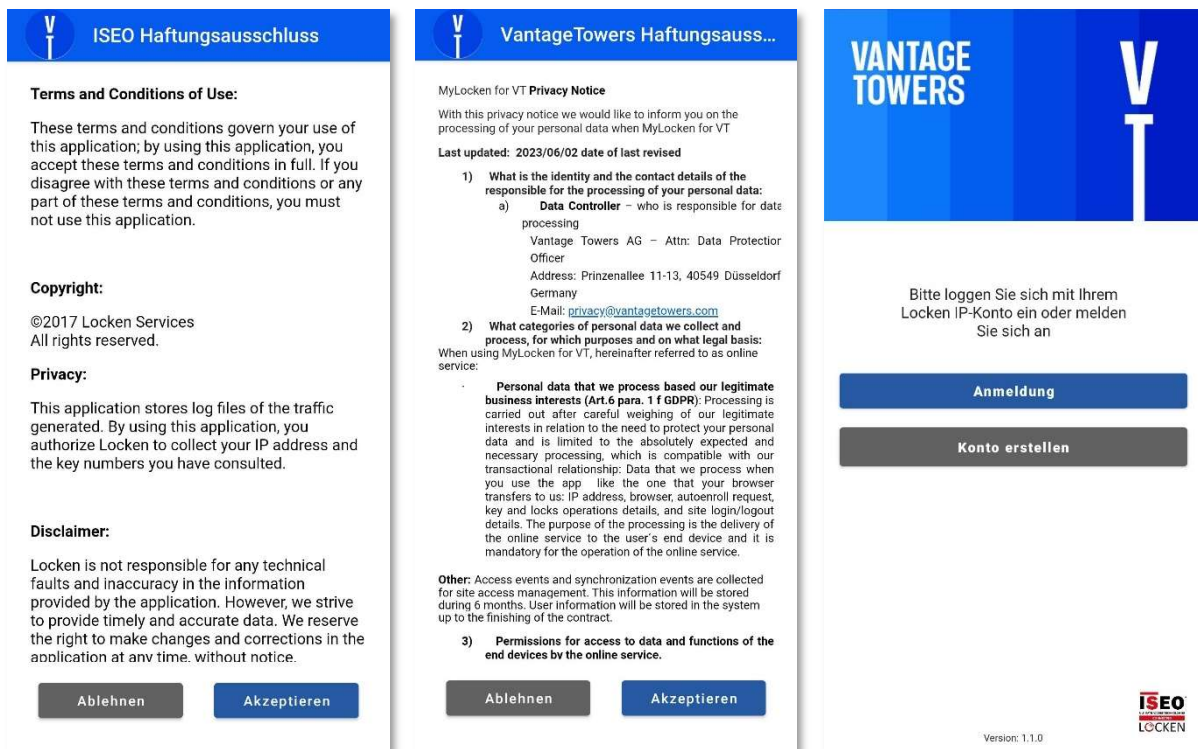 V
T
ISEO Haftungsausschluss
Terms and Conditions of Use:
These terms and conditions govern your use of
this application; by using this application, you
accept these terms and conditions in full. If you
disagree with these terms and conditions or any
part of these terms and conditions, you must
not use this application.
Copyright:
©2017 Locken Services
All rights reserved.
Privacy:
This application stores log files of the traffic
generated. By using this application, you
authorize Locken to collect your IP address and
the key numbers you have consulted.
Disclaimer:
Locken is not responsible for any technical
faults and inaccuracy in the information
provided by the application. However, we strive
to provide timely and accurate data. We reserve
the right to make changes and corrections in the
application at any time, without notice.
Ablehnen
Akzeptieren
V
T
VantageTowers Haftungsauss...
MyLocken for VT Privacy Notice
With this privacy notice we would like to inform you on the
processing of your personal data when MyLocken for VT
Last updated: 2023/06/02 date of last revised
1) What is the identity and the contact details of the
responsible for the processing of your personal data:
a) Data Controller – who is responsible for data
processing
Vantage Towers AG – Attn: Data Protection
Officer
Address: Prinzenallee 11-13, 40549 Düsseldorf
Germany
E-Mail: privacy@vantagetowers.com
2) What categories of personal data we collect and
process, for which purposes and on what legal basis:
When using MyLocken for VT, hereinafter referred to as online
service:
· Personal data that we process based our legitimate
business interests (Art.6 para. 1 f GDPR): Processing is
carried out after careful weighing of our legitimate
interests in relation to the need to protect your personal
data and is limited to the absolutely expected and
necessary processing, which is compatible with our
transactional relationship: Data that we process when
you use the app like the one that your browser
transfers to us: IP address, browser, autoenroll request,
key and locks operations details, and site login/logout
details. The purpose of the processing is the delivery of
the online service to the user´s end device and it is
mandatory for the operation of the online service.
Other: Access events and synchronization events are collected
for site access management. This information will be stored
during 6 months. User information will be stored in the system
up to the finishing of the contract.
3) Permissions for access to data and functions of the
end devices by the online service.
Ablehnen
Akzeptieren
VANTAGE
TOWERS
V
T
Bitte loggen Sie sich mit Ihrem
Locken IP-Konto ein oder melden
Sie sich an
Anmeldung
Konto erstellen
ISEO
LOCKEN
Version: 1.1.0